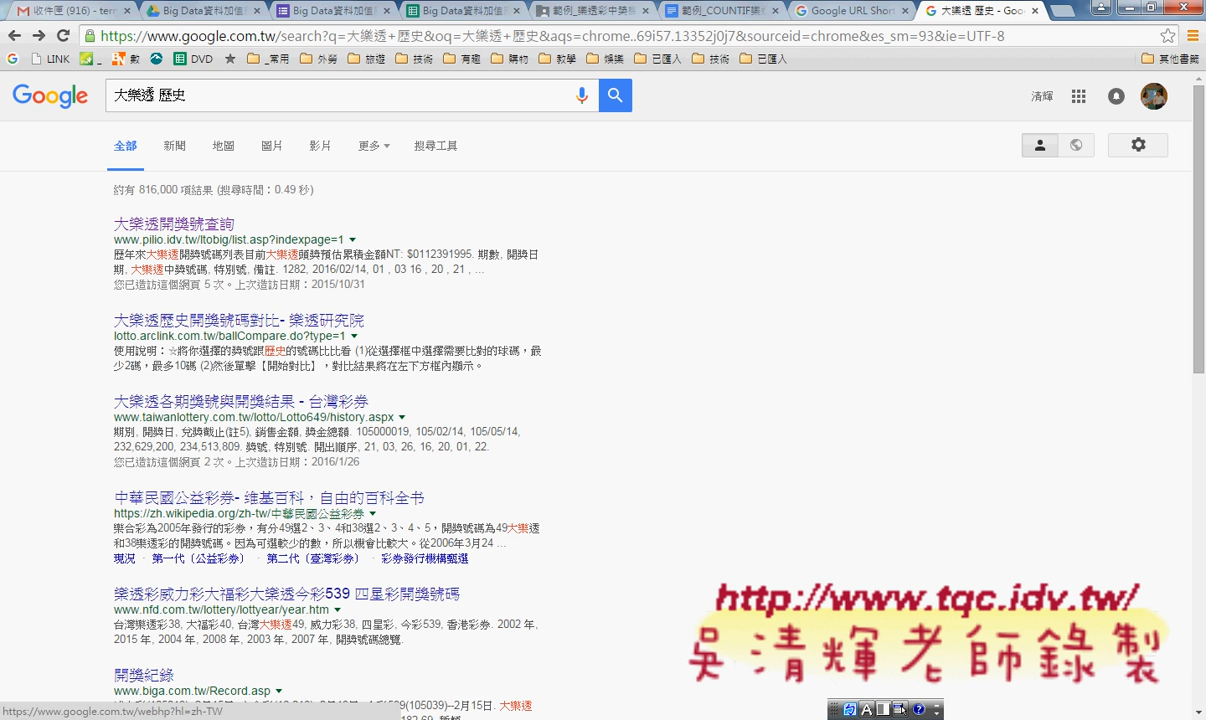 收件匣 (916) - terr
Big Data資料加值應
Big Data資料加值應
Big Data資料加值應
範例_樂透彩中獎機
範例_COUNTIF樂
Google URL Short
大樂透 歷史 - Goo
https://www.google.com.tw/search?q=大樂透+歷史&oq=大樂透+歷史&aqs=chrome..69i57.13352j0j7&sourceid=chrome&es_sm=93&ie=UTF-8
LINK
數
DVD
_常用
外勞
旅遊
技術
有趣
購物
教學
娛樂
已匯入
技術
已匯入
其他書籤
Google
大樂透 歷史
清輝
全部 新聞 地圖 圖片 影片 更多 搜尋工具
約有 816,000 項結果 (搜尋時間：0.49 秒)
大樂透開獎號查詢
www.pilio.idv.tw/ltobig/list.asp?indexpage=1
歷年來大樂透開獎號碼列表目前大樂透頭獎預估累積金額NT: $0112391995. 期數, 開獎日
期, 大樂透中獎號碼, 特別號, 備註. 1282, 2016/02/14, 01 , 03 16 , 20 , 21 , ...
您已造訪這個網頁 5 次。上次造訪日期：2015/10/31
大樂透歷史開獎號碼對比- 樂透研究院
lotto.arclink.com.tw/ballCompare.do?type=1
使用說明：☆將你選擇的獎號跟歷史的號碼比比看 (1)從選擇框中選擇需要比對的球碼，最
少2碼，最多10碼 (2)然後單擊【開始對比】，對比結果將在左下方框內顯示。
大樂透各期獎號與開獎結果 - 台灣彩券
www.taiwanlottery.com.tw/lotto/Lotto649/history.aspx
期別, 開獎日, 兌獎截止(註5), 銷售金額, 獎金總額. 105000019, 105/02/14, 105/05/14,
232,629,200, 234,513,809. 獎號, 特別號. 開出順序, 21, 03, 26, 16, 20, 01, 22.
您已造訪這個網頁 2 次。上次造訪日期：2016/1/26
中華民國公益彩券- 維基百科，自由的百科全书
https://zh.wikipedia.org/zh-tw/中華民國公益彩券
樂合彩為2005年發行的彩券，有分49選2、3、4和38選2、3、4、5，開獎號碼為49大樂透
和38樂透彩的開獎號碼。因為可選較少的數，所以機會比較大。從2006年3月24 ...
現況 - 第一代（公益彩券） - 第二代（臺灣彩券） - 彩券發行機構甄選
樂透彩威力彩大福彩大樂透今彩539 四星彩開獎號碼
www.nfd.com.tw/lottery/lottyear/year.htm
台灣樂透彩38, 大福彩40, 台灣大樂透49, 威力彩38, 四星彩, 今彩539, 香港彩券. 2002 年,
2015 年, 2004 年, 2008 年, 2003 年, 2007 年, 開獎號碼總覽.
開獎紀錄
www.biga.com.tw/Record.asp
https://www.google.com.tw/webhp?hl=zh-TW
http://www.tqc.idv.tw/
吳清輝老師錄製